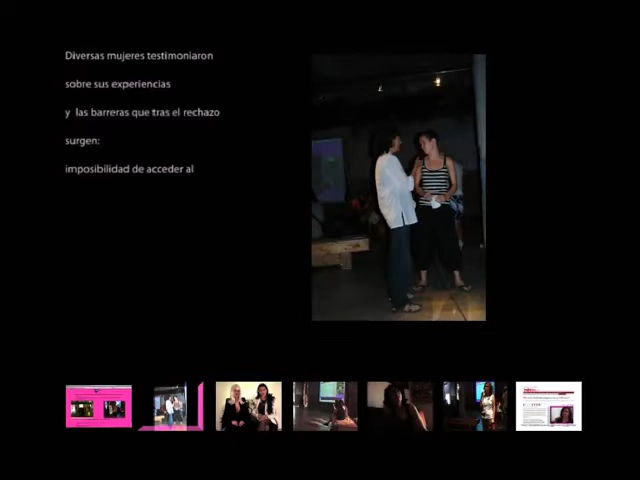 Diversas mujeres testimoniaron
sobre sus experiencias
y las barreras que tras el rechazo
surgen:
imposibilidad de acceder al